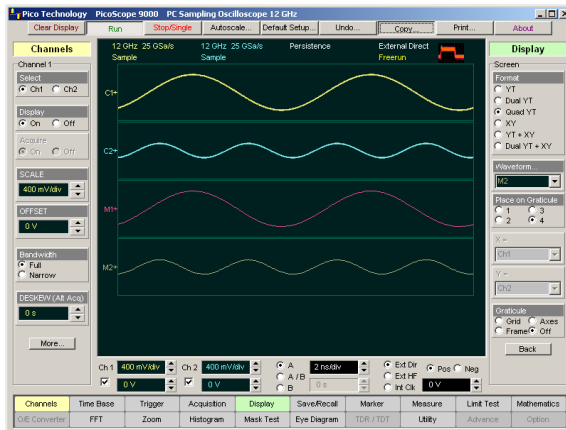 Pico Technology PicoScope 9000 PC Sampling Oscilloscope 12 GHz
Clear Display Run Stop/Single Autoscale... Default Setup... Undo... Copy... Print... About
Channels
Channel 1
Select
Ch1 Ch2
Display
On Off
Acquire
On Off
SCALE
400 mV/div
OFFSET
0 V
Bandwidth
Full
Narrow
DESKEW (Alt Acq)
0 s
More...
12 GHz 25 GSa/s 12 GHz 25 GSa/s Persistence External Direct
Sample Sample Freerun
C1+
C2+
M1+
M2+
Display
Screen
Format
YT
Dual YT
Quad YT
XY
YT + XY
Dual YT + XY
Waveform...
M2
Place on Graticule
1 3
2 4
X =
Ch1
Y =
Ch2
Graticule
Grid Axes
Frame Off
Back
Ch 1 400 mV/div Ch 2 400 mV/div A 2 ns/div Ext Dir Pos Neg
A / B Ext HF
0 V 0 V B 0 s Int Clk 0 V
Channels Time Base Trigger Acquisition Display Save/Recall Marker Measure Limit Test Mathematics
O/E Converter FFT Zoom Histogram Mask Test Eye Diagram TDR / TDT Utility Advance Option